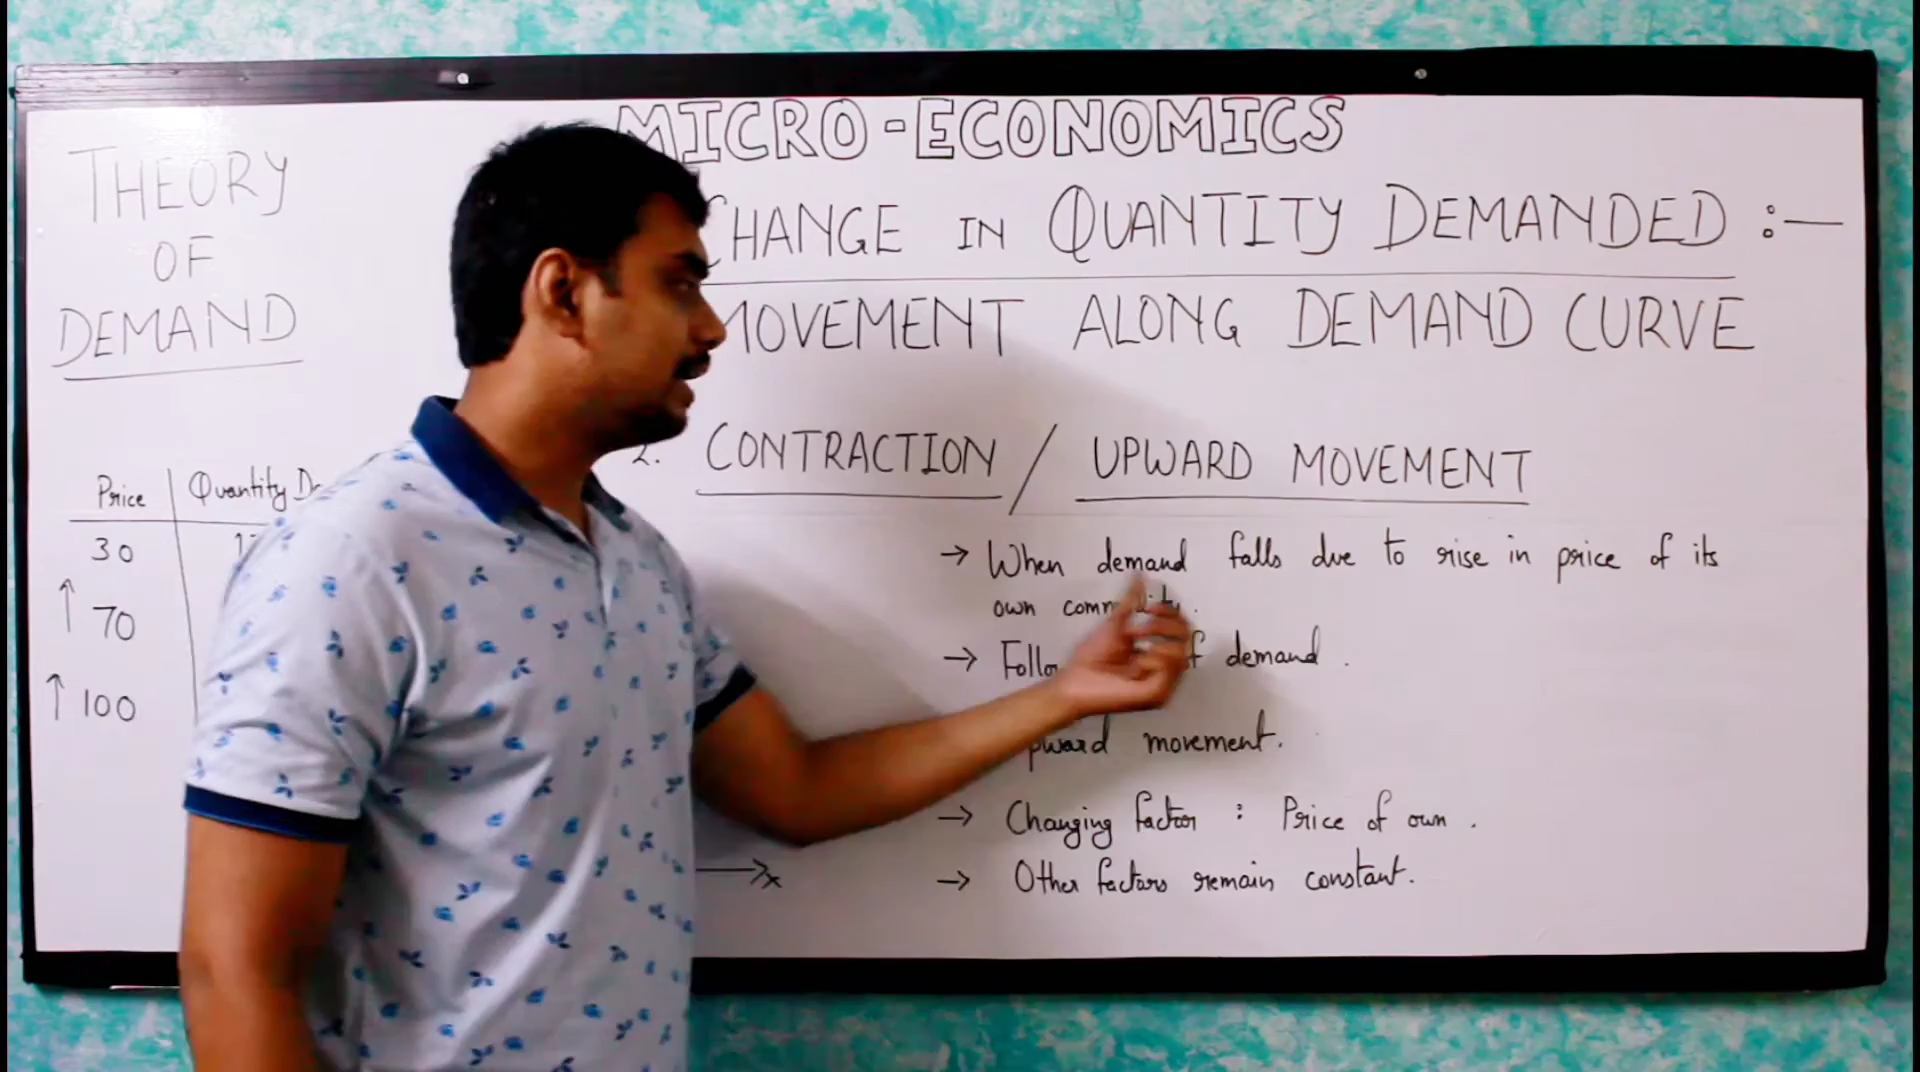 MICRO-ECONOMICS
THEORY
OF
DEMAND
CHANGE IN QUANTITY DEMANDED :—
MOVEMENT ALONG DEMAND CURVE
2. CONTRACTION / UPWARD MOVEMENT
Price Quantity
30
↑ 70
↑ 100
→ When demand falls due to rise in price of its
own
→ demand.
movement.
→ Changing factor : Price of own.
→ Other factors remain constant.
x